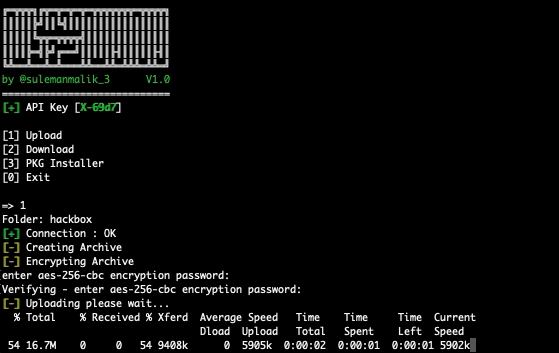 by @sulemanmalik_3 V1.0
[+] API Key [X-69d7]
[1] Upload
[2] Download
[3] PKG Installer
[0] Exit
=> 1
Folder: hackbox
[+] Connection : OK
[-] Creating Archive
[-] Encrypting Archive
enter aes-256-cbc encryption password:
Verifying - enter aes-256-cbc encryption password:
[-] Uploading please wait...
% Total % Received % Xferd Average Speed Time Time Time Current
Dload Upload Total Spent Left Speed
54 16.7M 0 0 54 9408k 0 5905k 0:00:02 0:00:01 0:00:01 5902k